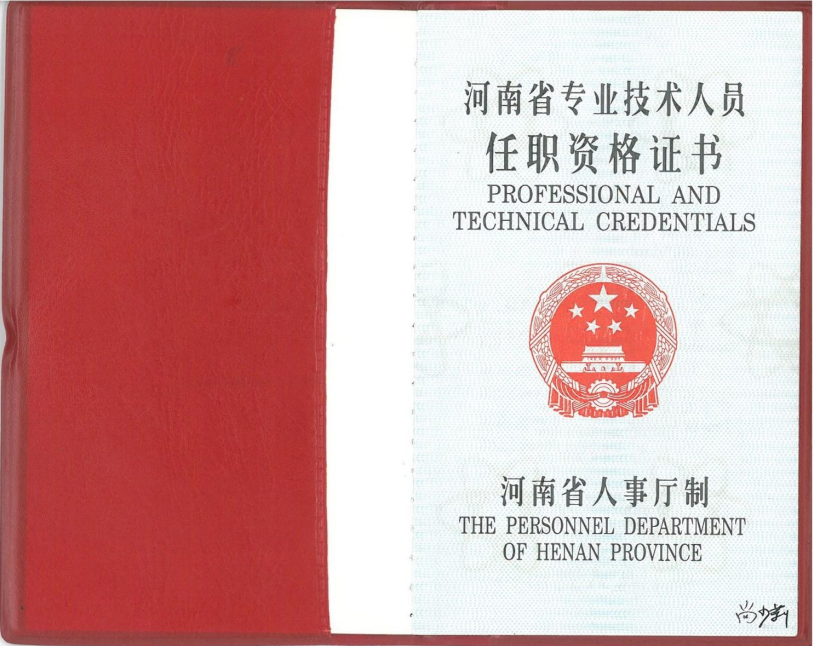 河南省专业技术人员
任职资格证书
PROFESSIONAL AND
TECHNICAL CREDENTIALS
河南省人事厅制
THE PERSONNEL DEPARTMENT
OF HENAN PROVINCE